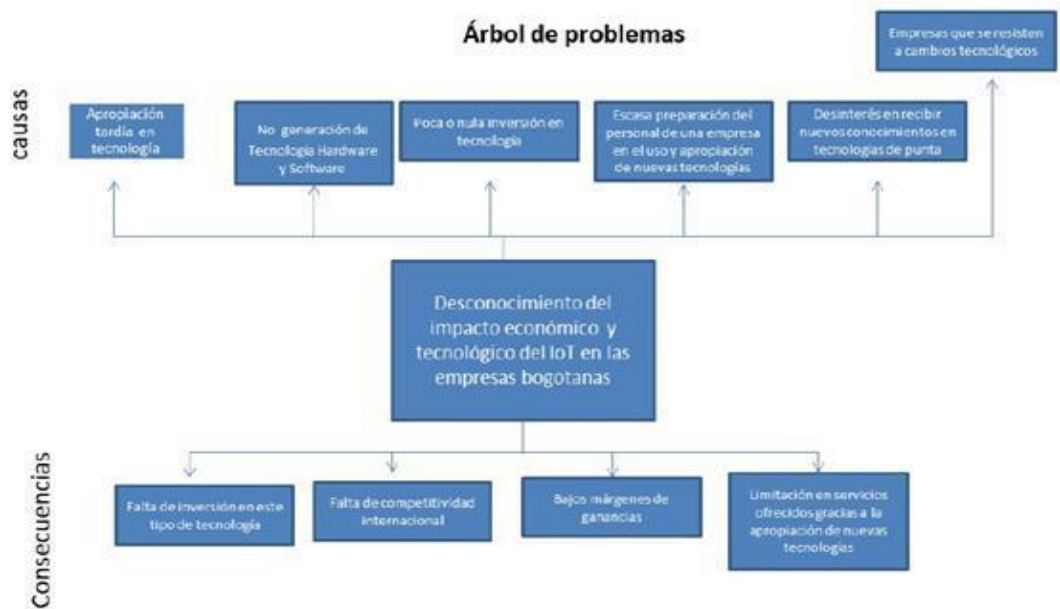 Árbol de problemas
Empresas que se resisten
a cambios tecnológicos
causas
Apropiación
tardía en
tecnología
No generación de
Tecnología Hardware
y Software
Poca o nula inversión en
tecnología
Escasa preparación del
personal de una empresa
en el uso y apropiación
de nuevas tecnologías
Desinterés en recibir
nuevos conocimientos en
tecnologías de punta
Desconocimiento del
impacto económico y
tecnológico del IoT en las
empresas bogotanas
Consecuencias
Falta de inversión en este
tipo de tecnología
Falta de competitividad
internacional
Bajos márgenes de
ganancias
Limitación en servicios
ofrecidos gracias a la
apropiación de nuevas
tecnologías